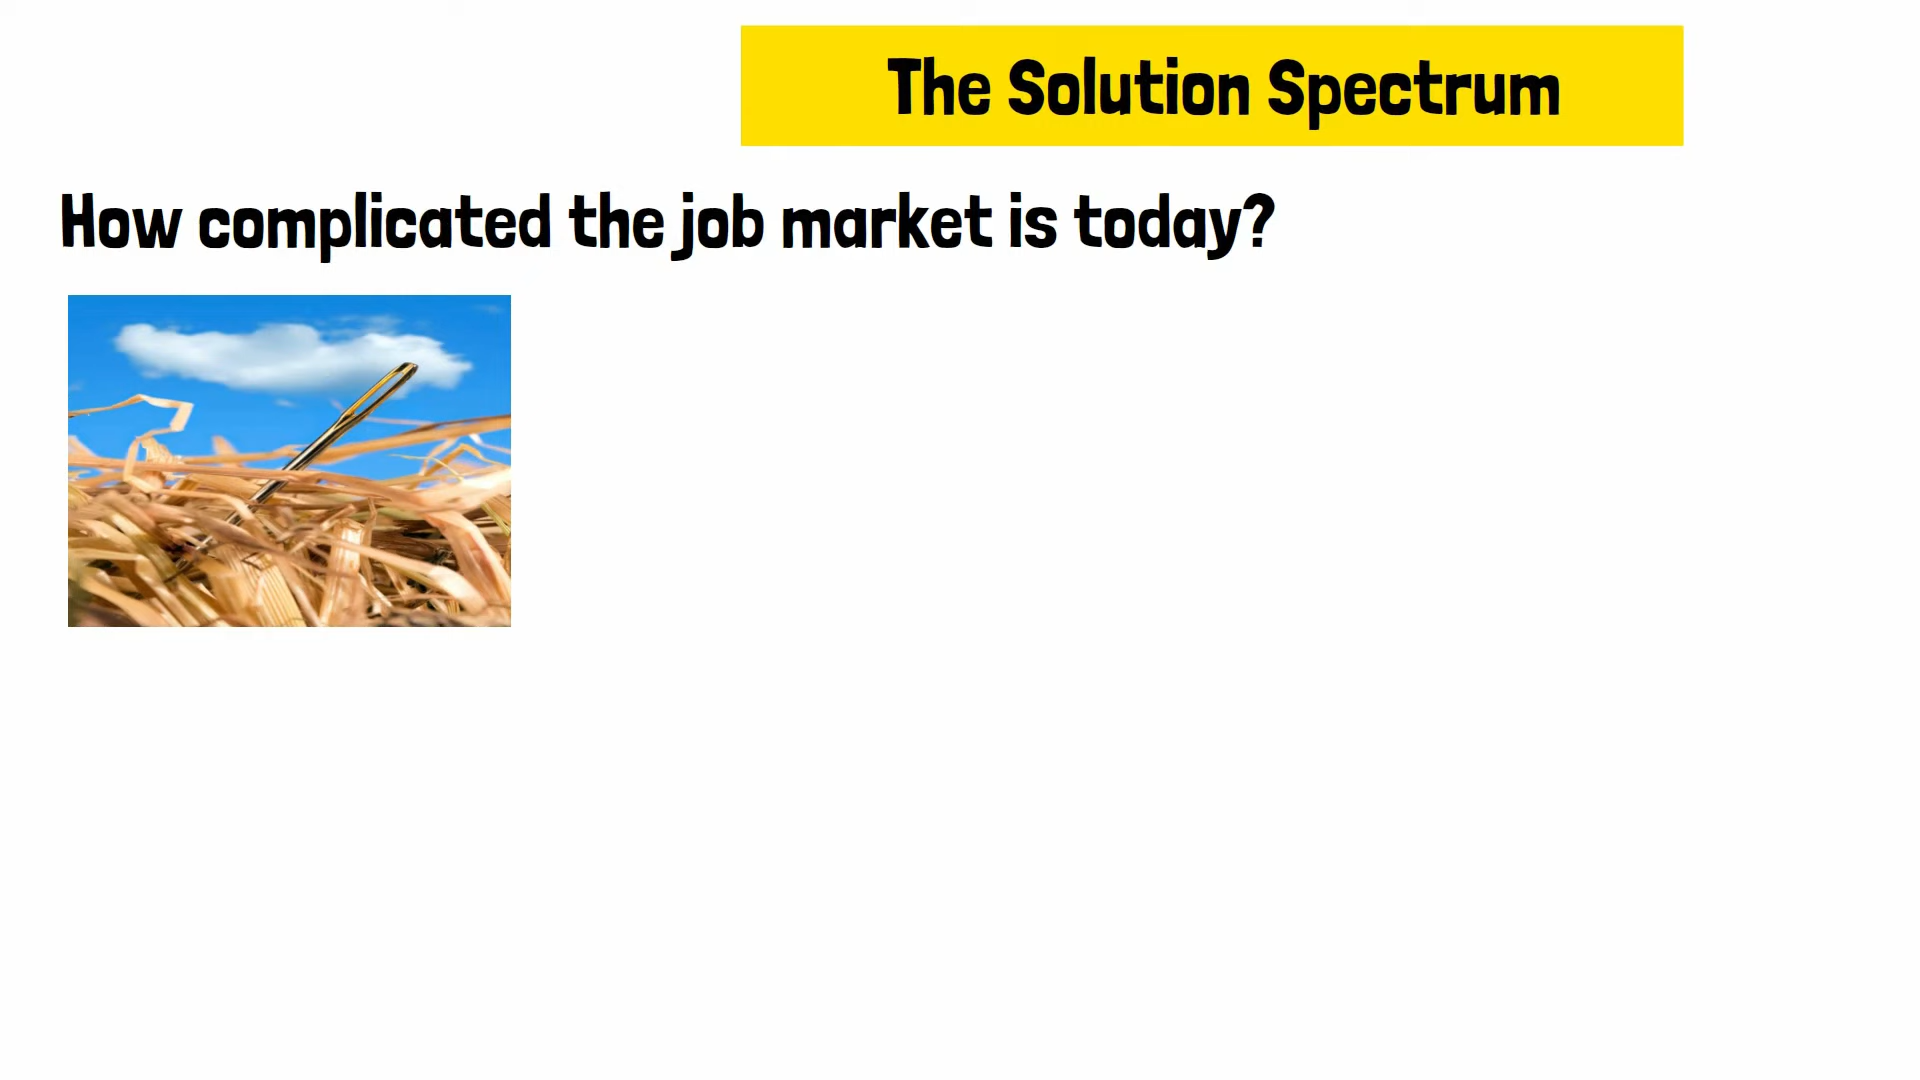 The Solution Spectrum
How complicated the job market is today?